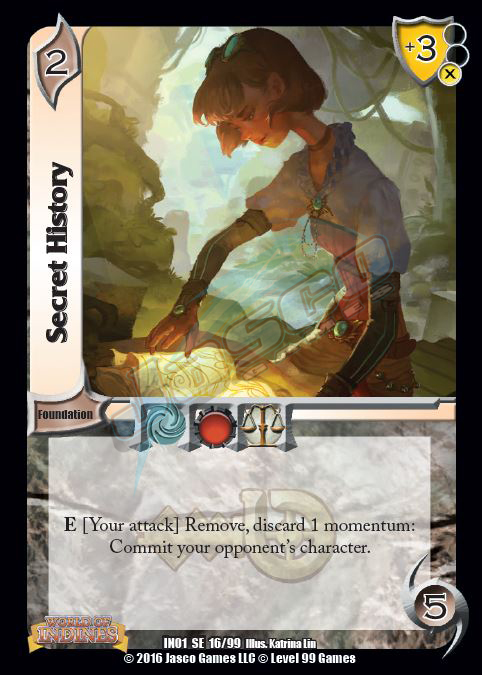 2
+3
X
Secret History
Foundation
E [Your attack] Remove, discard 1 momentum:
Commit your opponent's character.
5
WORLD OF
INDINES
IN01 SE 16/99 Illus. Katrina Lin
© 2016 Jasco Games LLC © Level 99 Games